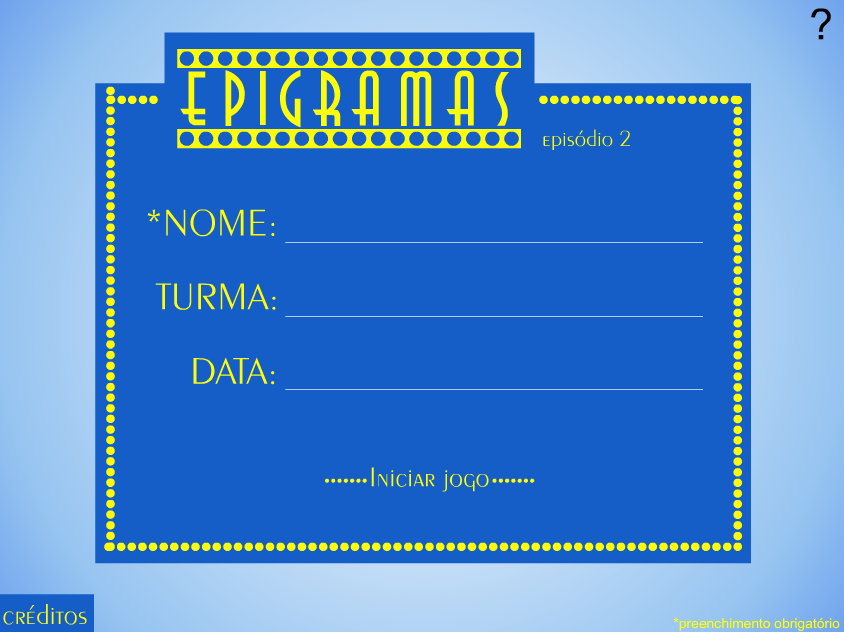 ?
EPIGRAMAS
Episódio 2
*NOME:
TURMA:
DATA:
Iniciar jogo
CRÉDITOS
*preenchimento obrigatório